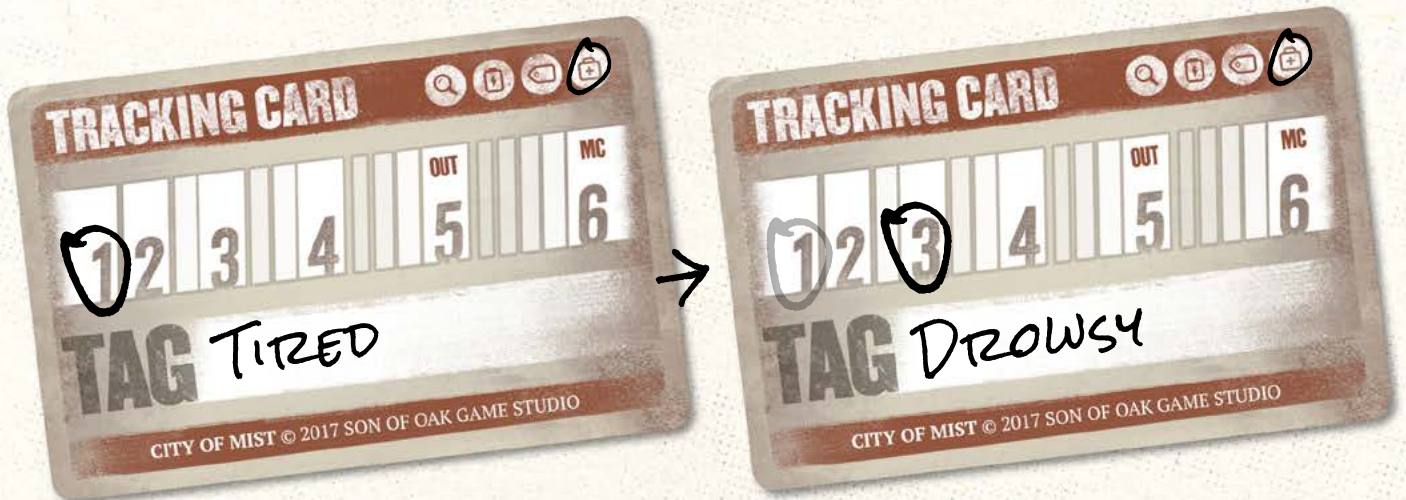 TRACKING CARD
OUT MC
1 2 3 4 5 6
TAG TIRED
CITY OF MIST © 2017 SON OF OAK GAME STUDIO
TRACKING CARD
OUT MC
1 2 3 4 5 6
TAG DROWSY
CITY OF MIST © 2017 SON OF OAK GAME STUDIO